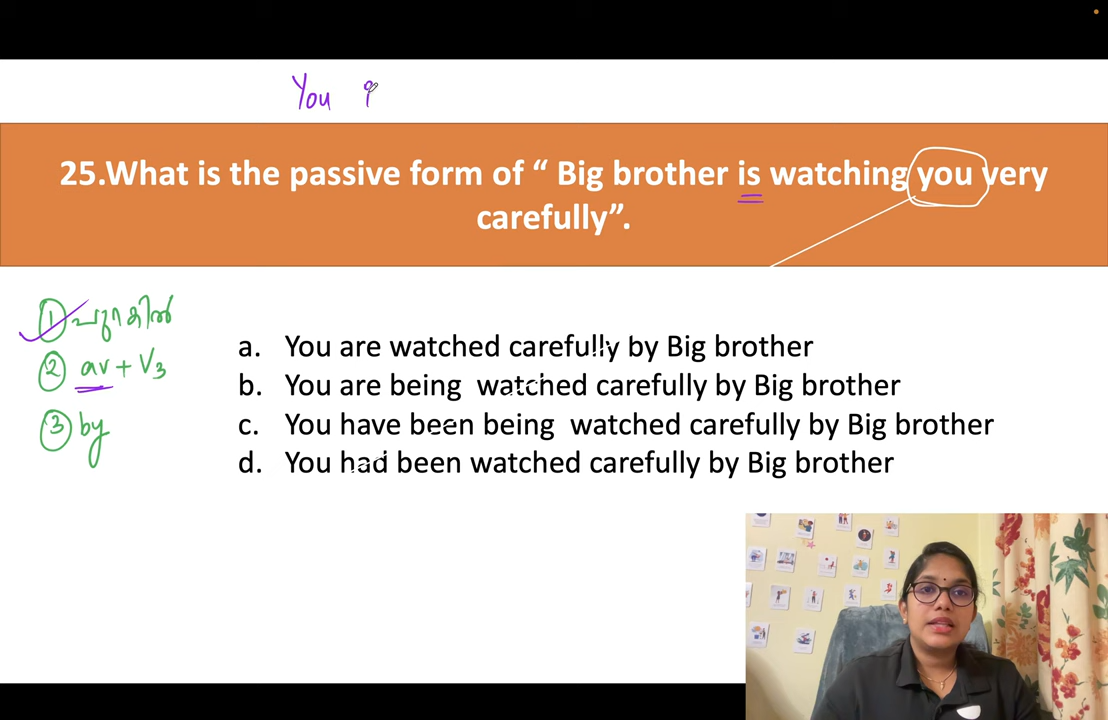 You i
25.What is the passive form of “ Big brother is watching you very
carefully”.
① പുറകിൽ
② av + V3
③ by
a. You are watched carefully by Big brother
b. You are being watched carefully by Big brother
c. You have been being watched carefully by Big brother
d. You had been watched carefully by Big brother